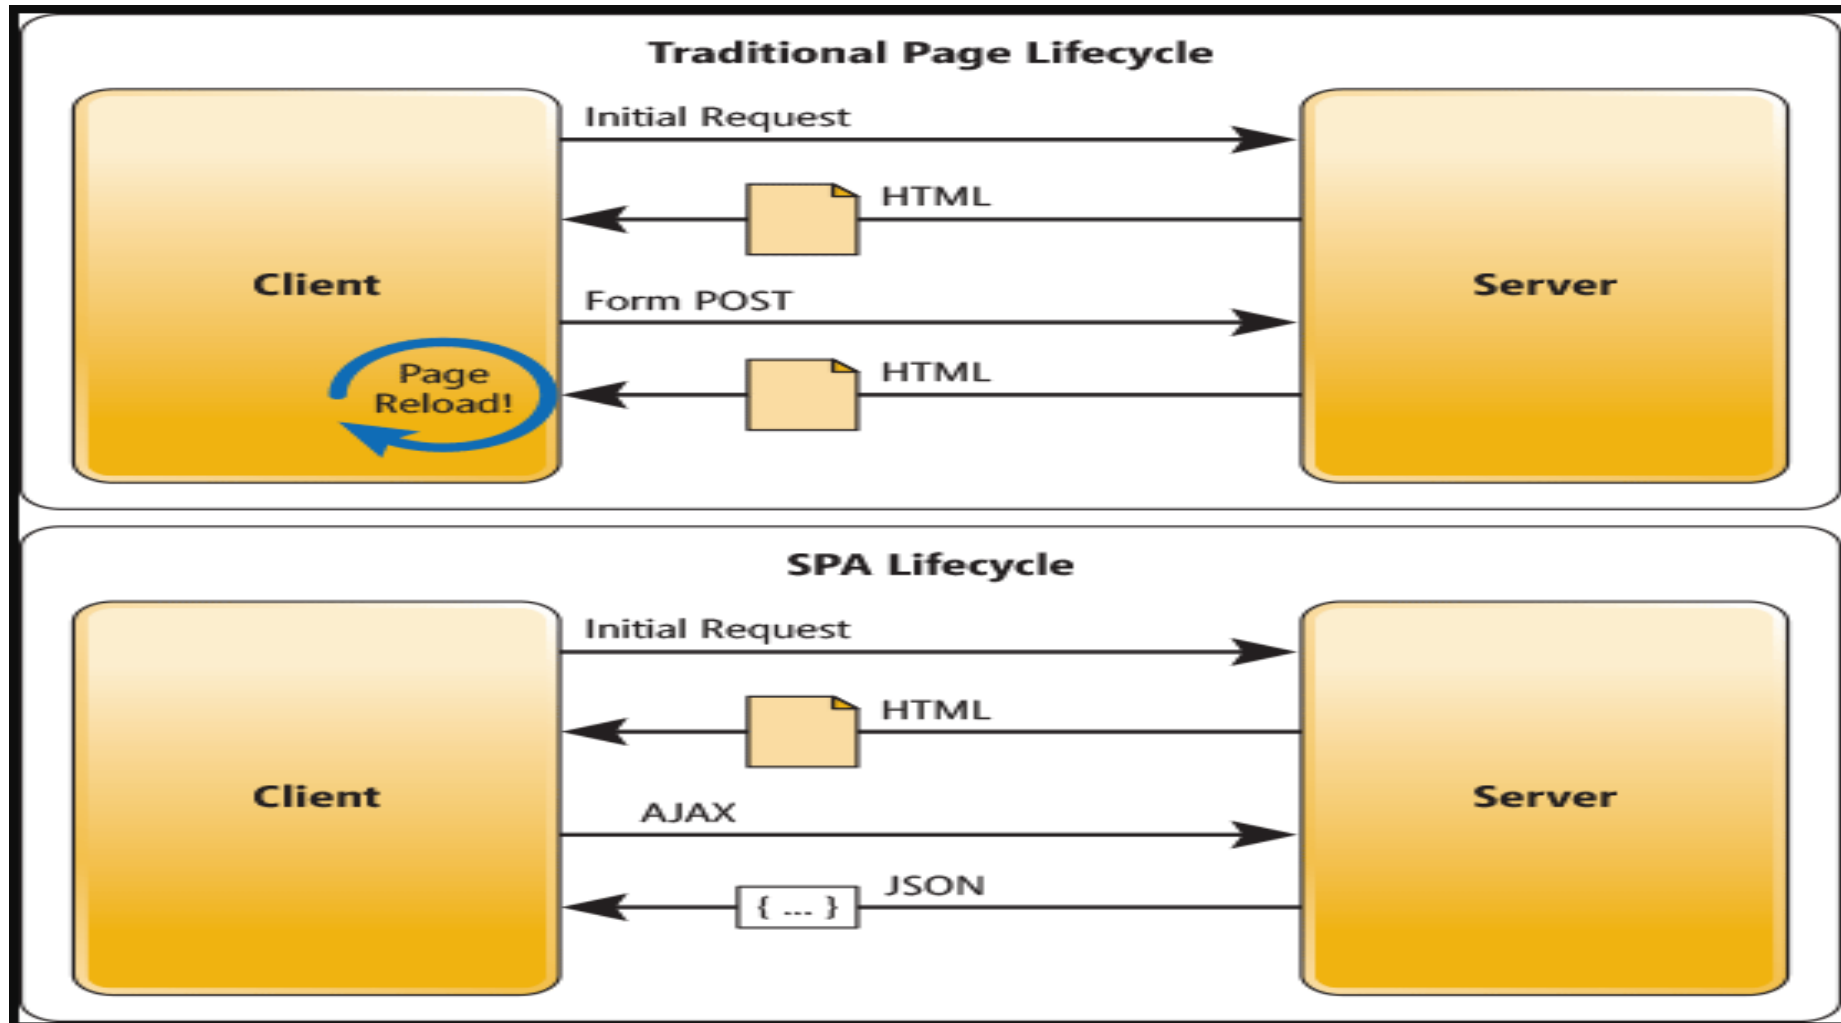 Traditional Page Lifecycle
Initial Request
HTML
Client
Server
Form POST
HTML
Page
Reload!
SPA Lifecycle
Initial Request
HTML
Client
Server
AJAX
JSON
{ ... }